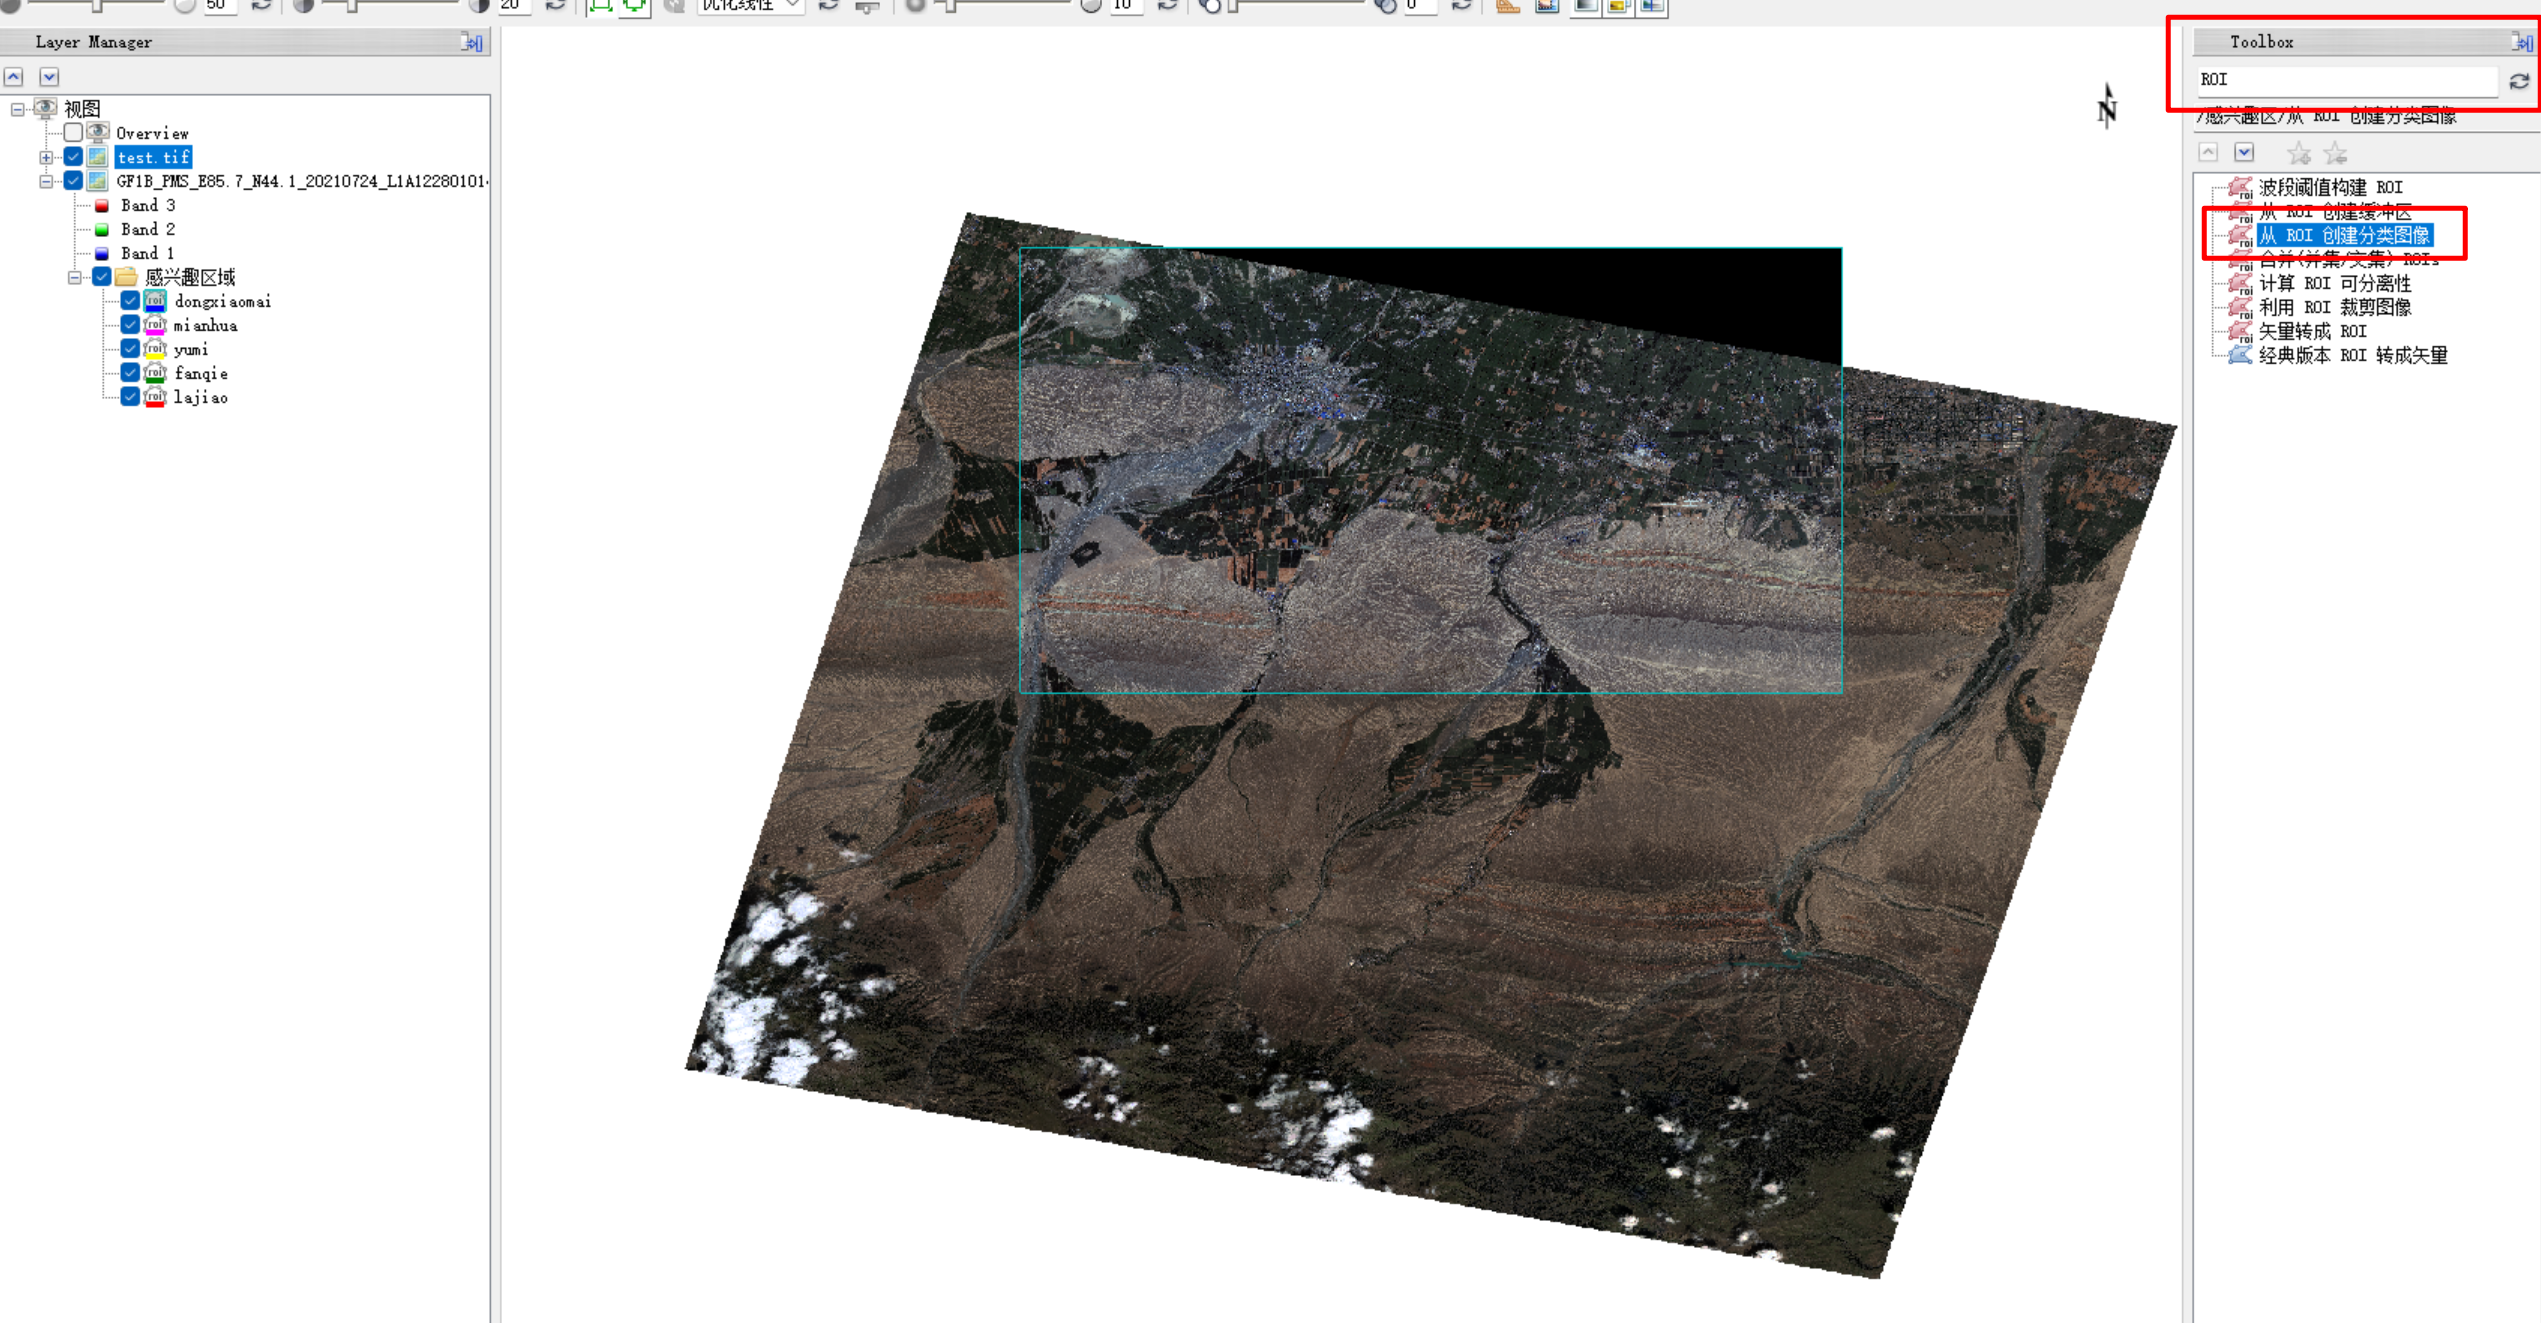 50
20
优化线性
10
0
Layer Manager
视图
Overview
test.tif
GF1B_PMS_E85.7_N44.1_20210724_L1A12280101
Band 3
Band 2
Band 1
感兴趣区域
dongxiaomai
mianhua
yumi
fanqie
lajiao
N
Toolbox
ROI
/感兴趣区/从 ROI 创建分类图像
波段阈值构建 ROI
从 ROI 创建缓冲区
从 ROI 创建分类图像
合并(并集/交集) ROIs
计算 ROI 可分离性
利用 ROI 裁剪图像
矢量转成 ROI
经典版本 ROI 转成矢量